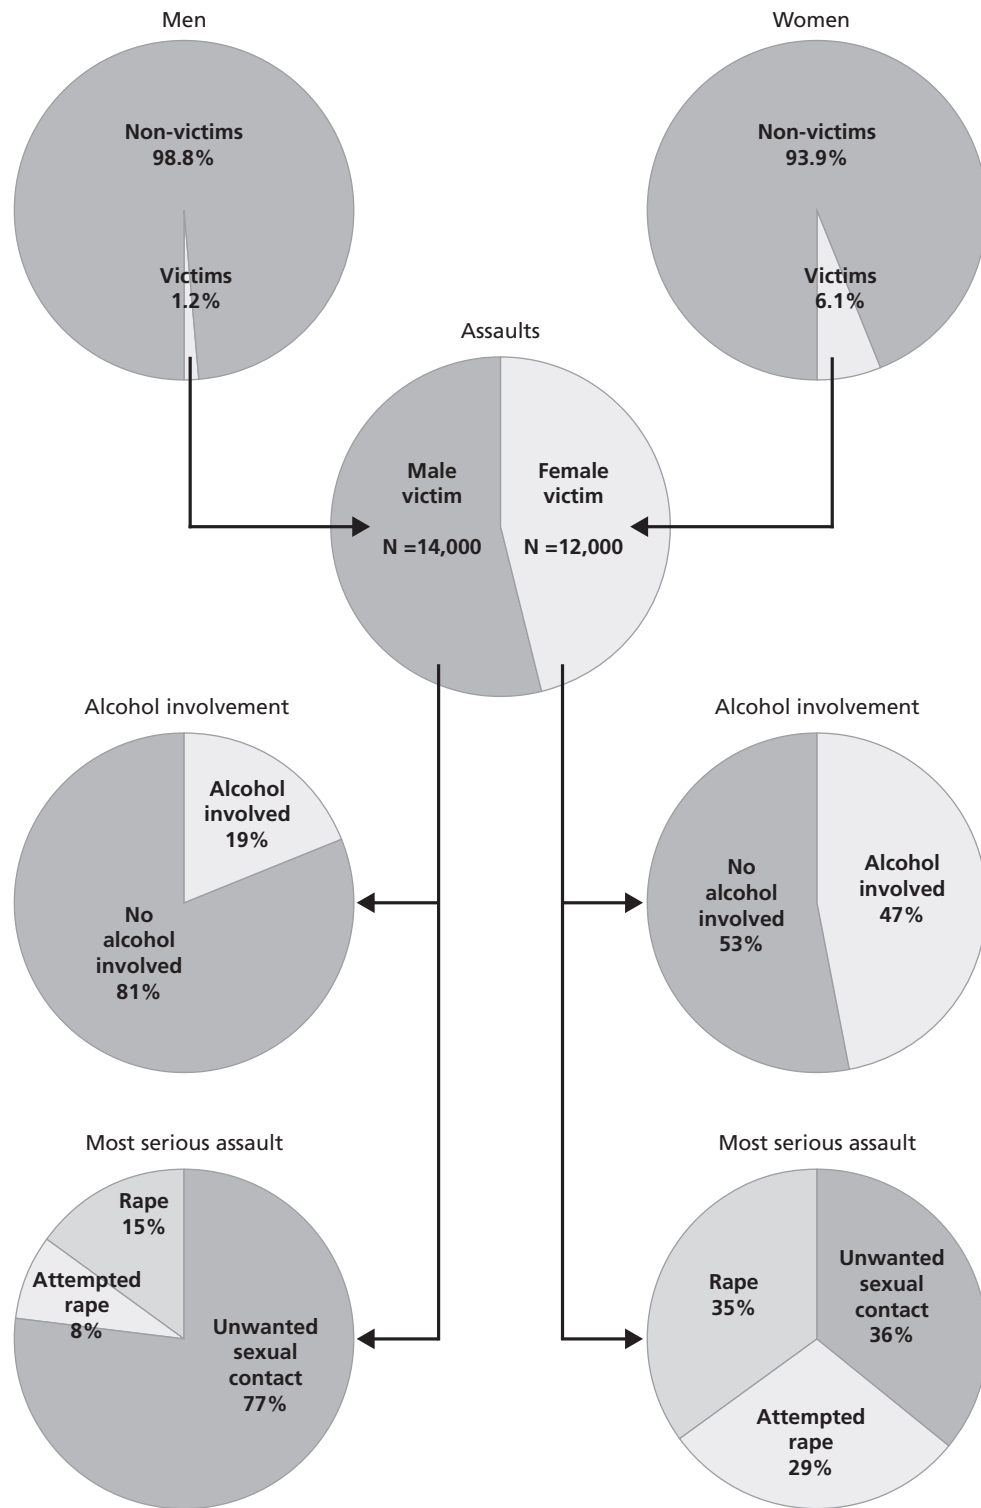 Men
Non-victims
98.8%
Victims
1.2%
Women
Non-victims
93.9%
Victims
6.1%
Assaults
Male
victim
N =14,000
Female
victim
N =12,000
Alcohol involvement
Alcohol
involved
19%
No
alcohol
involved
81%
Alcohol involvement
No
alcohol
involved
53%
Alcohol
involved
47%
Most serious assault
Rape
15%
Attempted
rape
8%
Unwanted
sexual
contact
77%
Most serious assault
Rape
35%
Unwanted
sexual
contact
36%
Attempted
rape
29%